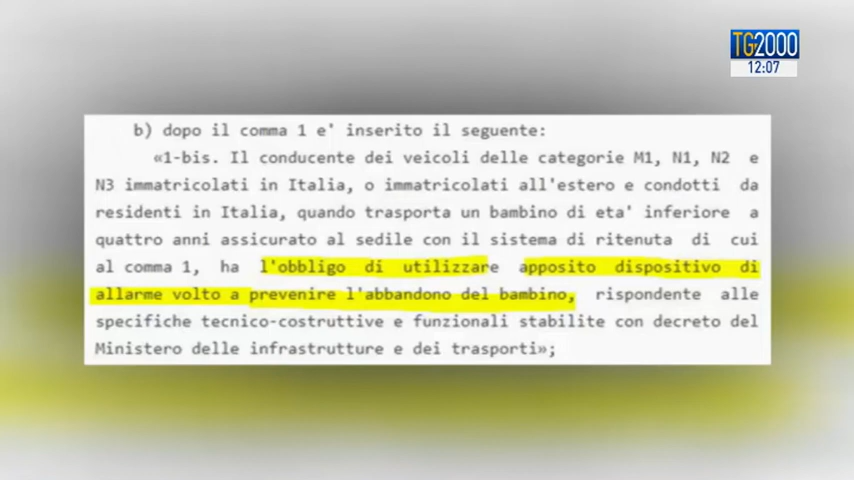 TG2000
12:07
b) dopo il comma 1 e' inserito il seguente:
«1-bis. Il conducente dei veicoli delle categorie M1, N1, N2 e
N3 immatricolati in Italia, o immatricolati all'estero e condotti da
residenti in Italia, quando trasporta un bambino di eta' inferiore a
quattro anni assicurato al sedile con il sistema di ritenuta di cui
al comma 1, ha l'obbligo di utilizzare apposito dispositivo di
allarme volto a prevenire l'abbandono del bambino, rispondente alle
specifiche tecnico-costruttive e funzionali stabilite con decreto del
Ministero delle infrastrutture e dei trasporti»;